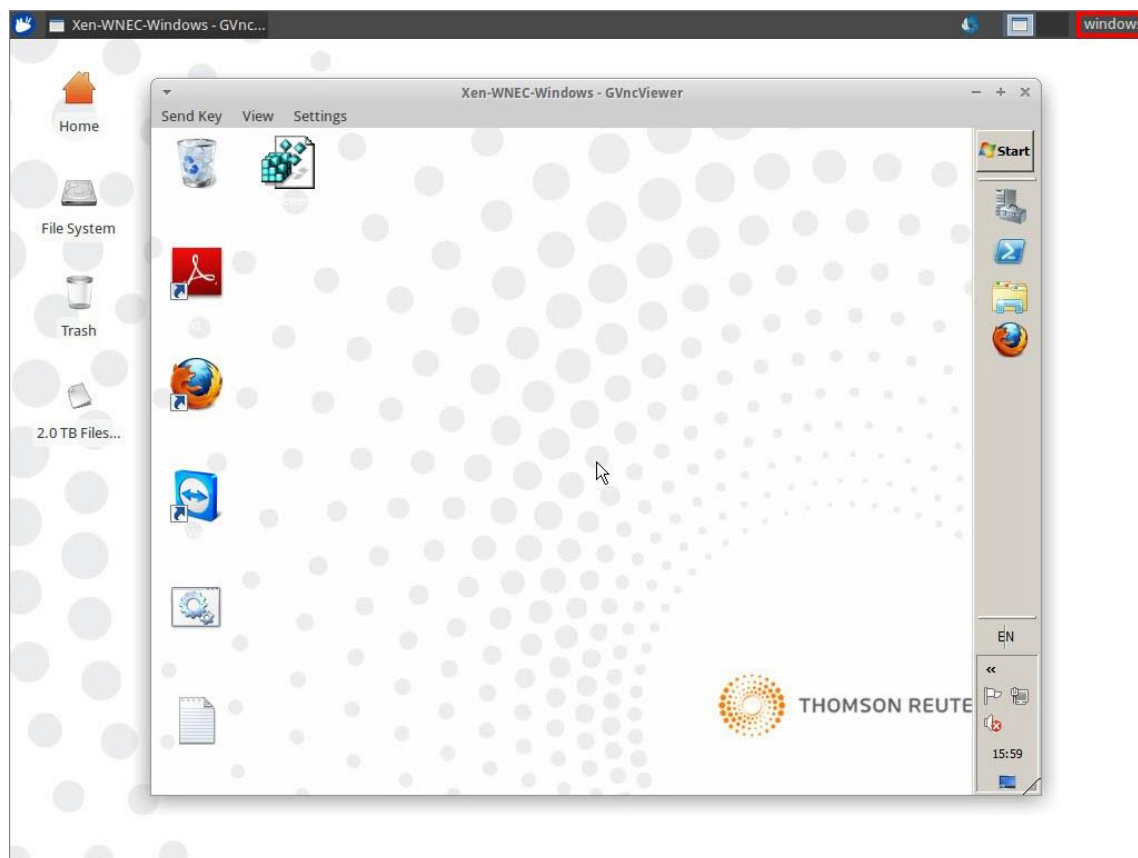 Xen-WNEC-Windows - GVnc...
windows
Home
File System
Trash
2.0 TB Files...
Xen-WNEC-Windows - GVncViewer
Send Key View Settings
Start
EN
«
15:59
THOMSON REUTE